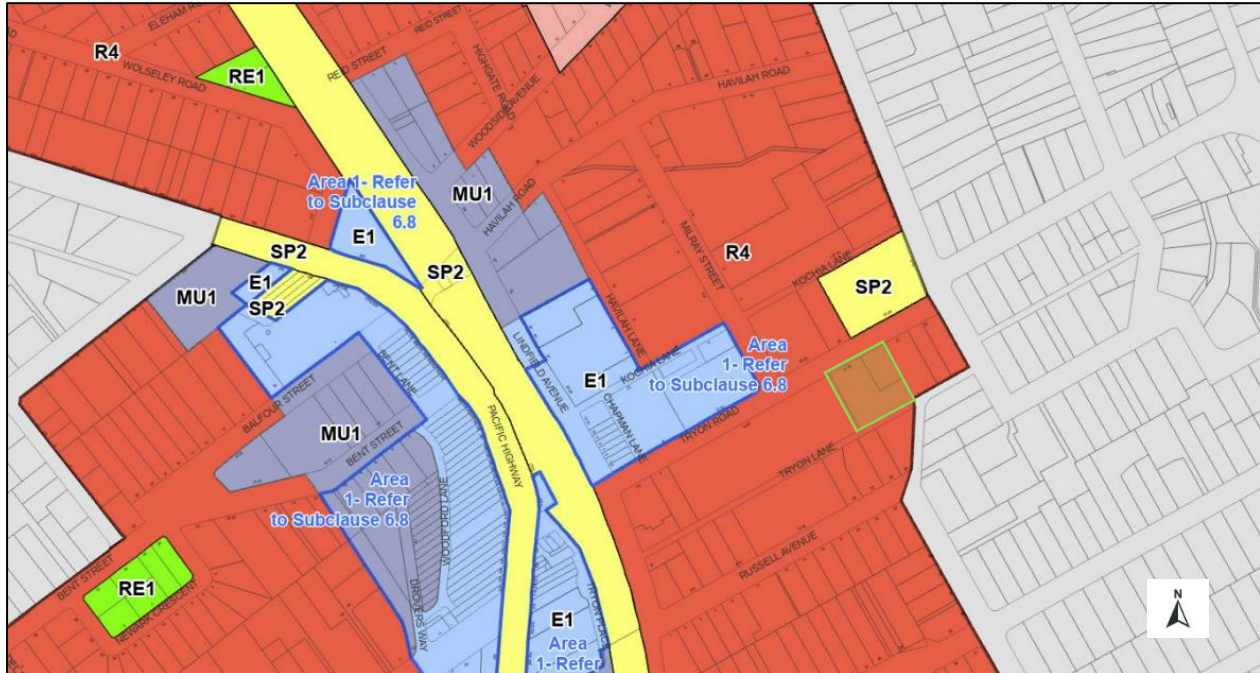 ELEHAM RO
REID STREET
R4
WOLSELEY ROAD
RE1
REID STREET
HIGHGATE ROAD
WOODSIDE AVENUE
HAVILAH ROAD
Area 1- Refer
to Subclause
6.8
E1
MU1
HAVILAH ROAD
SP2
MU1
E1
SP2
SP2
MILRAY STREET
R4
KOCHIA LANE
SP2
BENT LANE
LINDFIELD AVENUE
HAVILAH LANE
KOCHIA LANE
Area
1- Refer
to Subclause 6.8
E1
CHAPMAN LANE
TRYON ROAD
BALFOUR STREET
MU1
BENT STREET
PACIFIC HIGHWAY
TRYON LANE
Area
1- Refer
to Subclause 6.8
WOODFORD LANE
RUSSELL AVENUE
BENT STREET
RE1
NEWARK CRESCENT
DROVERS WAY
TRYON PLACE
E1
Area
1- Refer
N